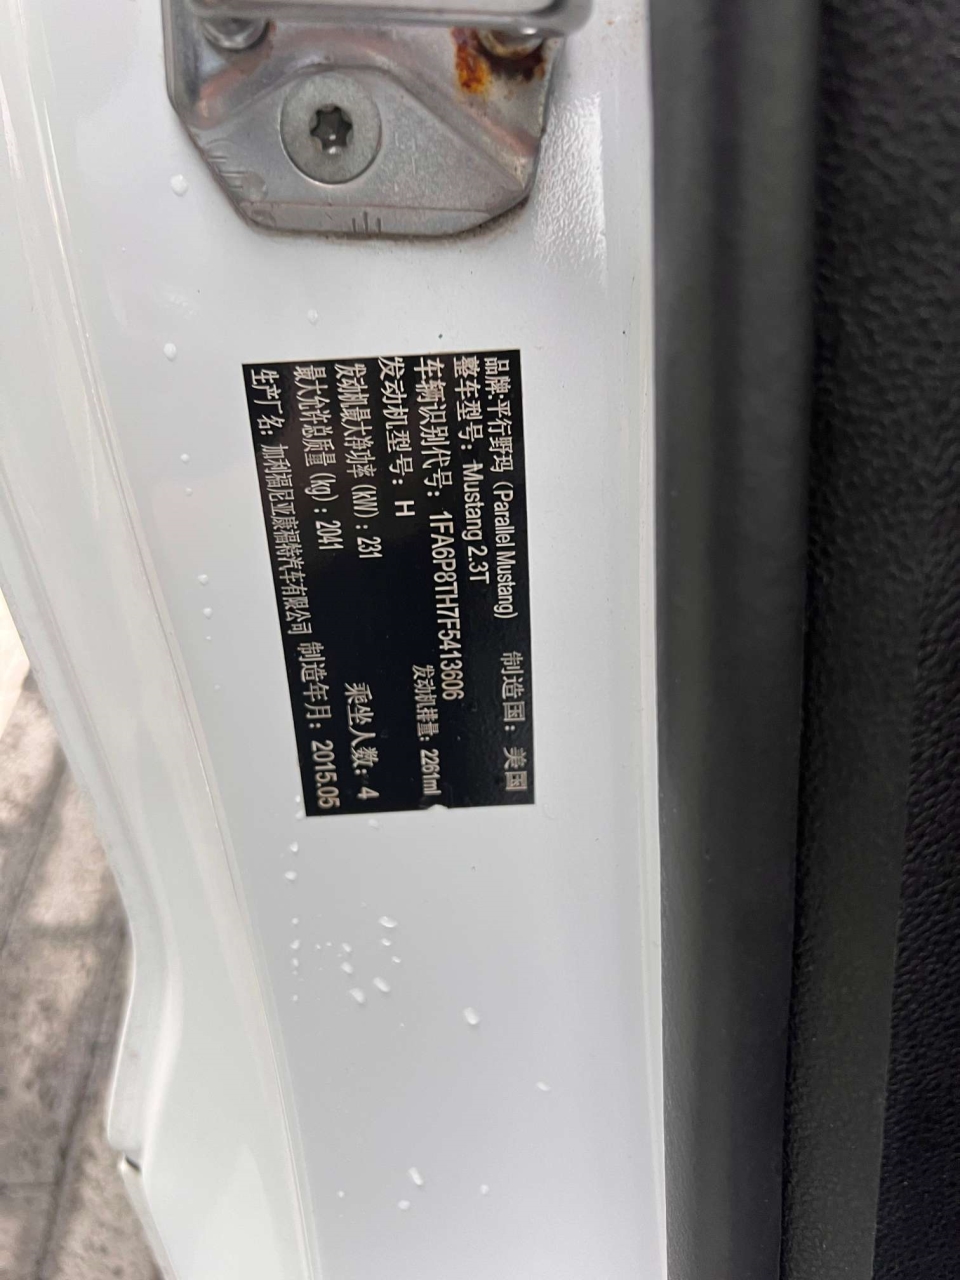 品牌:平行野玛（Parallel Mustang) 制造国：美国
整车型号：Mustang 2.3T
车辆识别代号：1FA6P8TH7F5413606
发动机型号：H 发动机排量：2261ml
发动机最大净功率（kW）：231 乘坐人数：4
最大允许总质量（kg）：2041
生产厂名：加利福尼亚康福特汽车有限公司 制造年月：2015.05